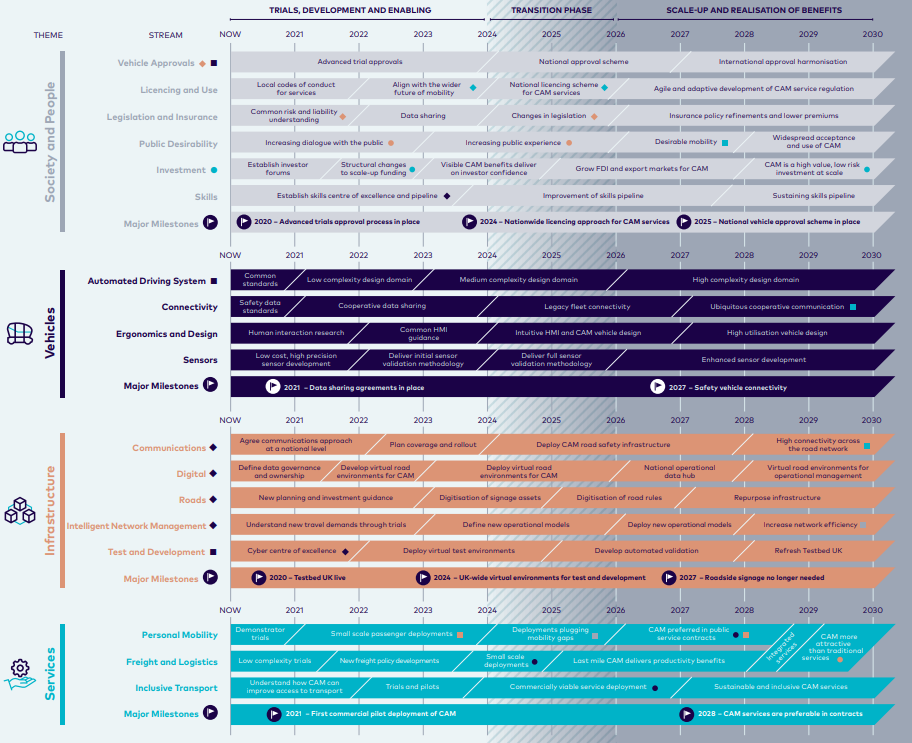 TRIALS, DEVELOPMENT AND ENABLING
TRANSITION PHASE
SCALE-UP AND REALISATION OF BENEFITS
THEME
STREAM
NOW 2021 2022 2023 2024 2025 2026 2027 2028 2029 2030
Society and People
Vehicle Approvals
Advanced trial approvals
National approval scheme
International approval harmonisation
Licencing and Use
Local codes of conduct
for services
Align with the wider
future of mobility
National licencing scheme
for CAM services
Agile and adaptive development of CAM service regulation
Legislation and Insurance
Common risk and liability
understanding
Data sharing
Changes in legislation
Insurance policy refinements and lower premiums
Public Desirability
Increasing dialogue with the public
Increasing public experience
Desirable mobility
Widespread acceptance
and use of CAM
Investment
Establish investor
forums
Structural changes
to scale-up funding
Visible CAM benefits deliver
on investor confidence
Grow FDI and export markets for CAM
CAM is a high value, low risk
investment at scale
Skills
Establish skills centre of excellence and pipeline
Improvement of skills pipeline
Sustaining skills pipeline
Major Milestones
2020 – Advanced trials approval process in place
2024 – Nationwide licencing approach for CAM services
2025 – National vehicle approval scheme in place
NOW 2021 2022 2023 2024 2025 2026 2027 2028 2029 2030
Vehicles
Automated Driving System
Common
standards
Low complexity design domain
Medium complexity design domain
High complexity design domain
Connectivity
Safety data
standards
Cooperative data sharing
Legacy fleet connectivity
Ubiquitous cooperative communication
Ergonomics and Design
Human interaction research
Common HMI
guidance
Intuitive HMI and CAM vehicle design
High utilisation vehicle design
Sensors
Low cost, high precision
sensor development
Deliver initial sensor
validation methodology
Deliver full sensor
validation methodology
Enhanced sensor development
Major Milestones
2021 – Data sharing agreements in place
2027 – Safety vehicle connectivity
NOW 2021 2022 2023 2024 2025 2026 2027 2028 2029 2030
Infrastructure
Communications
Agree communications approach
at a national level
Plan coverage and rollout
Deploy CAM road safety infrastructure
High connectivity across
the road network
Digital
Define data governance
and ownership
Develop virtual road
environments for CAM
Deploy virtual road
environments for CAM
National operational
data hub
Virtual road environments for
operational management
Roads
New planning and investment guidance
Digitisation of signage assets
Digitisation of road rules
Repurpose infrastructure
Intelligent Network Management
Understand new travel demands through trials
Define new operational models
Deploy new operational models
Increase network efficiency
Test and Development
Cyber centre of excellence
Deploy virtual test environments
Develop automated validation
Refresh Testbed UK
Major Milestones
2020 – Testbed UK live
2024 – UK-wide virtual environments for test and development
2027 – Roadside signage no longer needed
NOW 2021 2022 2023 2024 2025 2026 2027 2028 2029 2030
Services
Personal Mobility
Demonstrator
trials
Small scale passenger deployments
Deployments plugging
mobility gaps
CAM preferred in public
service contracts
Integrated
services
CAM more
attractive
than traditional
services
Freight and Logistics
Low complexity trials
New freight policy developments
Small scale
deployments
Last mile CAM delivers productivity benefits
Inclusive Transport
Understand how CAM can
improve access to transport
Trials and pilots
Commercially viable service deployment
Sustainable and inclusive CAM services
Major Milestones
2021 – First commercial pilot deployment of CAM
2028 – CAM services are preferable in contracts